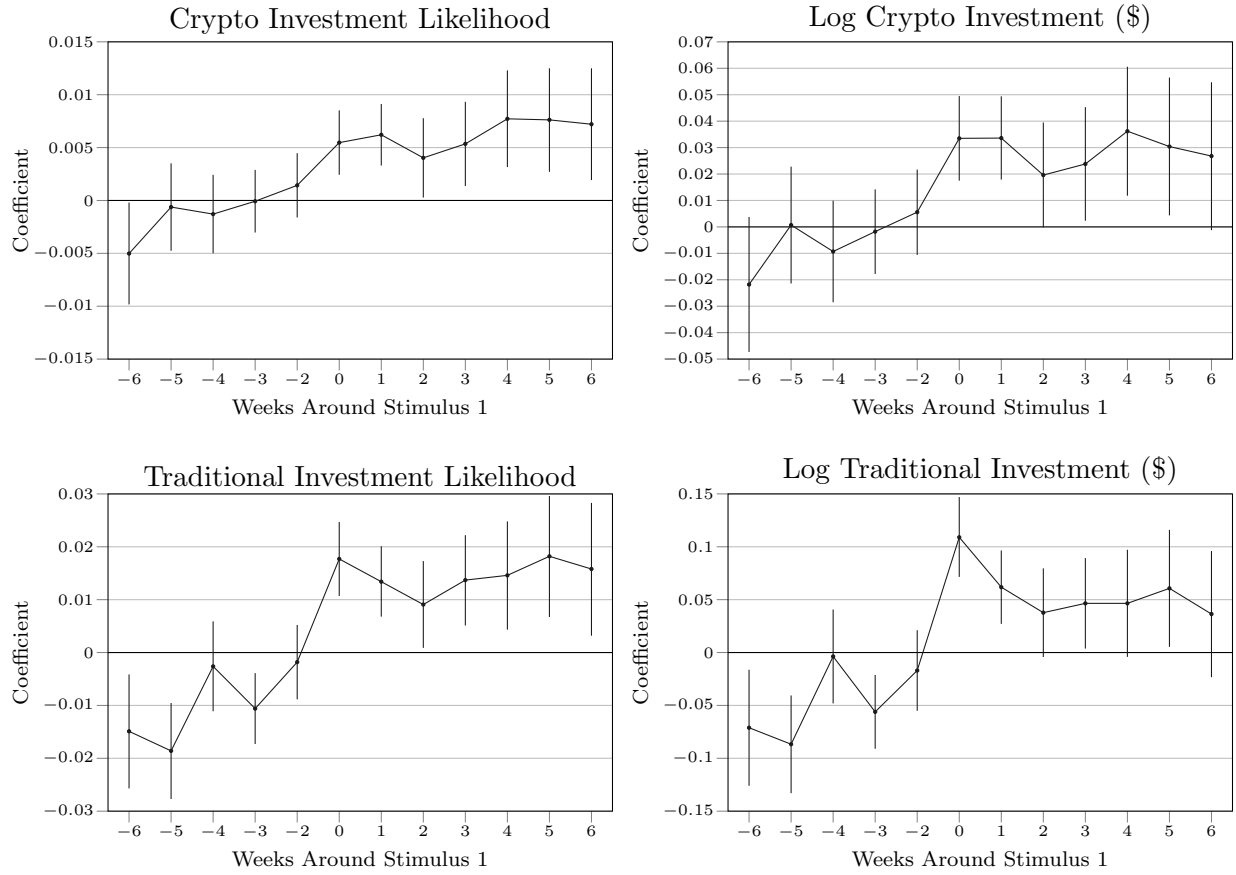 Crypto Investment Likelihood
0.015
0.01
0.005
0
−0.005
−0.01
−0.015
Coefficient
−6 −5 −4 −3 −2 0 1 2 3 4 5 6
Weeks Around Stimulus 1
Log Crypto Investment ($)
0.07
0.06
0.05
0.04
0.03
0.02
0.01
0
−0.01
−0.02
−0.03
−0.04
−0.05
Coefficient
−6 −5 −4 −3 −2 0 1 2 3 4 5 6
Weeks Around Stimulus 1
Traditional Investment Likelihood
0.03
0.02
0.01
0
−0.01
−0.02
−0.03
Coefficient
−6 −5 −4 −3 −2 0 1 2 3 4 5 6
Weeks Around Stimulus 1
Log Traditional Investment ($)
0.15
0.1
0.05
0
−0.05
−0.1
−0.15
Coefficient
−6 −5 −4 −3 −2 0 1 2 3 4 5 6
Weeks Around Stimulus 1